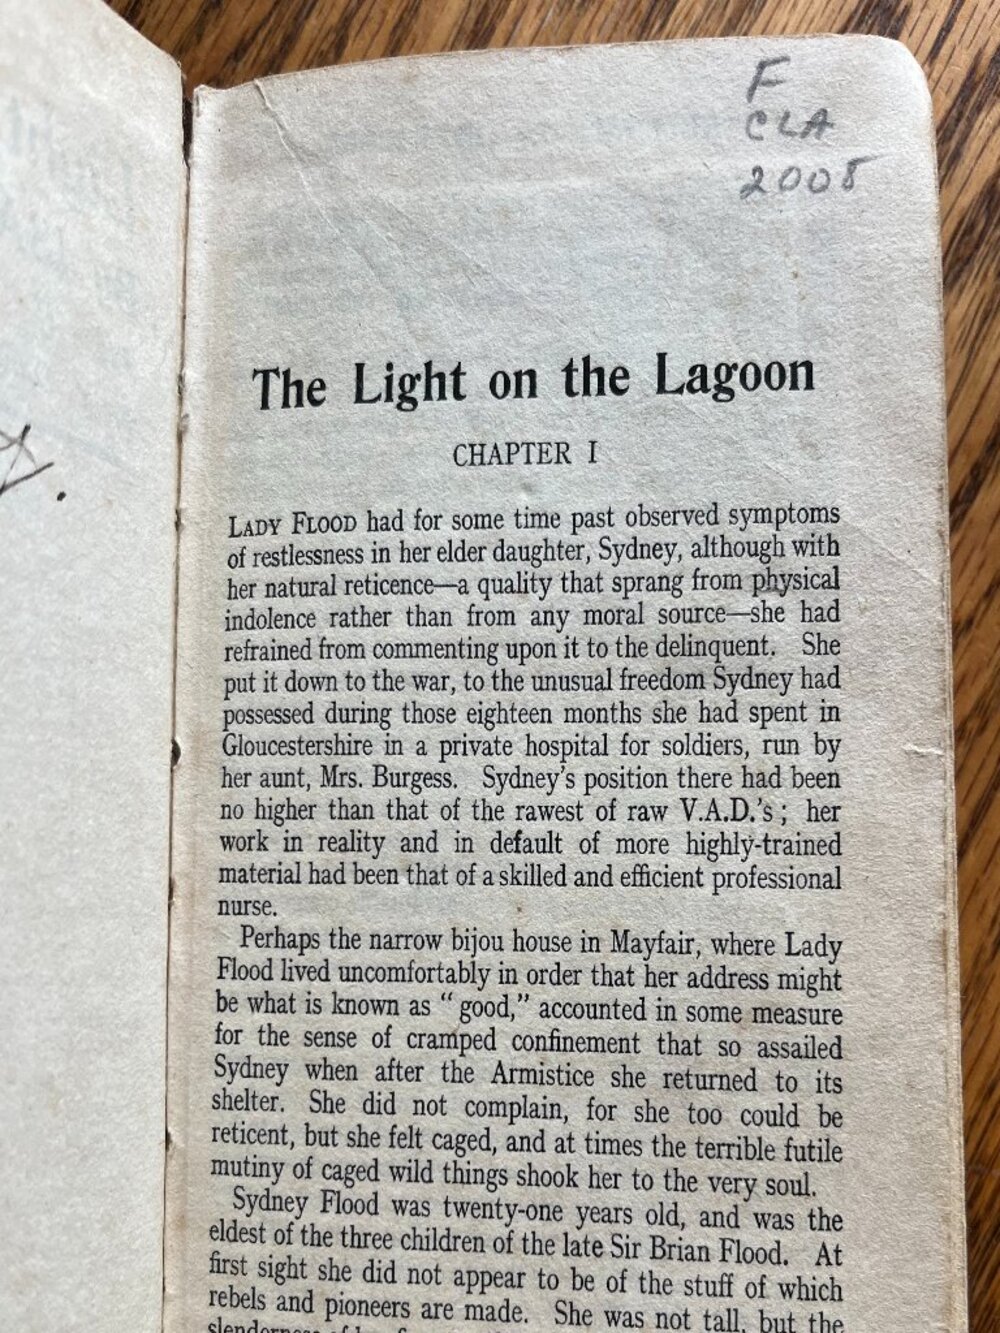 F
CLA
2008
The Light on the Lagoon
CHAPTER I
LADY FLOOD had for some time past observed symptoms
of restlessness in her elder daughter, Sydney, although with
her natural reticence—a quality that sprang from physical
indolence rather than from any moral source—she had
refrained from commenting upon it to the delinquent. She
put it down to the war, to the unusual freedom Sydney had
possessed during those eighteen months she had spent in
Gloucestershire in a private hospital for soldiers, run by
her aunt, Mrs. Burgess. Sydney's position there had been
no higher than that of the rawest of raw V.A.D.'s; her
work in reality and in default of more highly-trained
material had been that of a skilled and efficient professional
nurse.
Perhaps the narrow bijou house in Mayfair, where Lady
Flood lived uncomfortably in order that her address might
be what is known as "good," accounted in some measure
for the sense of cramped confinement that so assailed
Sydney when after the Armistice she returned to its
shelter. She did not complain, for she too could be
reticent, but she felt caged, and at times the terrible futile
mutiny of caged wild things shook her to the very soul.
Sydney Flood was twenty-one years old, and was the
eldest of the three children of the late Sir Brian Flood. At
first sight she did not appear to be of the stuff of which
rebels and pioneers are made. She was not tall, but the
slenderness of her